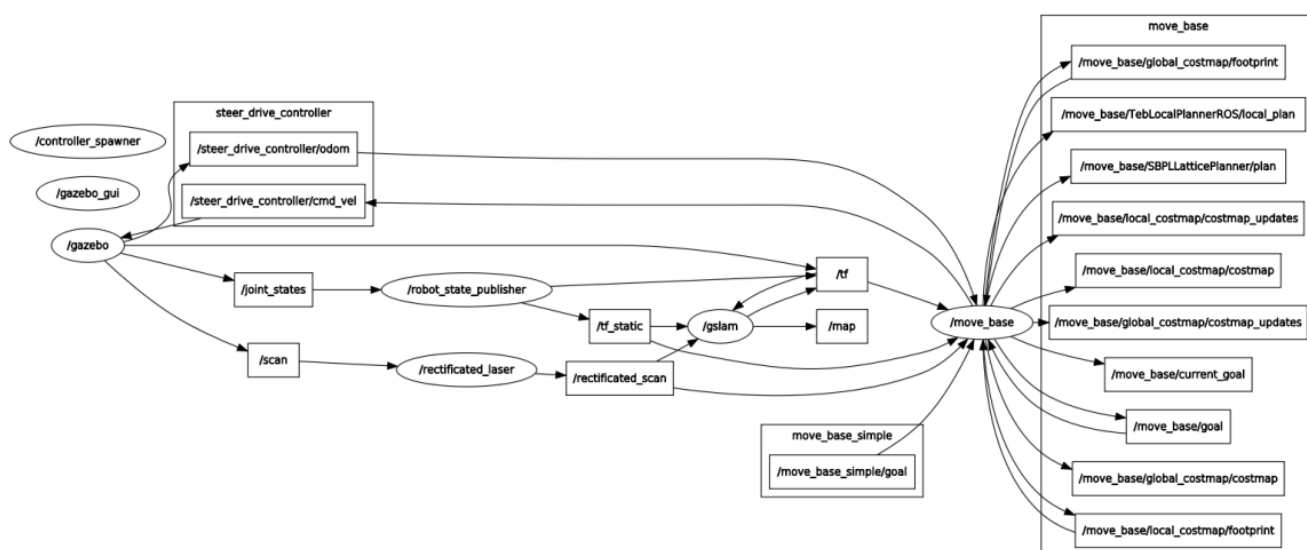 move_base
/move_base/global_costmap/footprint
/move_base/TebLocalPlannerROS/local_plan
/move_base/SBPLLatticePlanner/plan
/move_base/local_costmap/costmap_updates
/move_base/local_costmap/costmap
/move_base/global_costmap/costmap_updates
/move_base/current_goal
/move_base/goal
/move_base/global_costmap/costmap
/move_base/local_costmap/footprint
steer_drive_controller
/steer_drive_controller/odom
/steer_drive_controller/cmd_vel
/controller_spawner
/gazebo_gui
/gazebo
/joint_states
/robot_state_publisher
/tf
/tf_static
/gslam
/map
/move_base
/scan
/rectificated_laser
/rectificated_scan
move_base_simple
/move_base_simple/goal